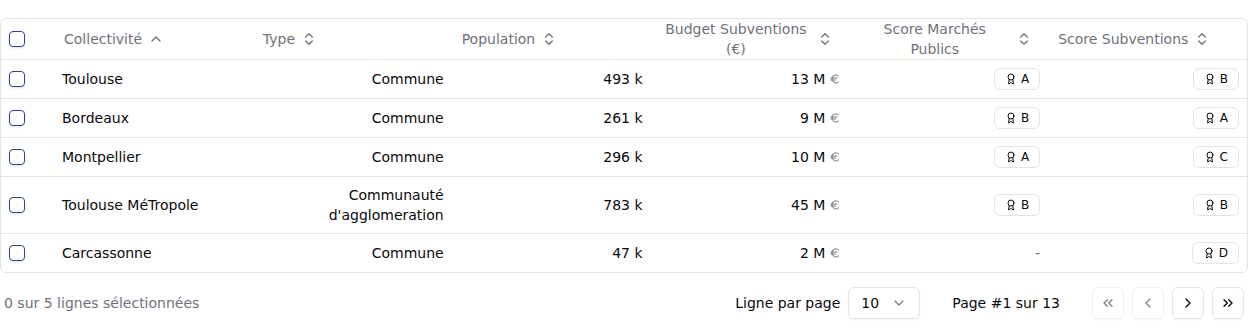 Collectivité Type Population Budget Subventions (€) Score Marchés Publics Score Subventions
Toulouse Commune 493 k 13 M € A B
Bordeaux Commune 261 k 9 M € B A
Montpellier Commune 296 k 10 M € A C
Toulouse MéTropole Communauté d'agglomeration 783 k 45 M € B B
Carcassonne Commune 47 k 2 M € - D
0 sur 5 lignes sélectionnées Ligne par page 10 Page #1 sur 13